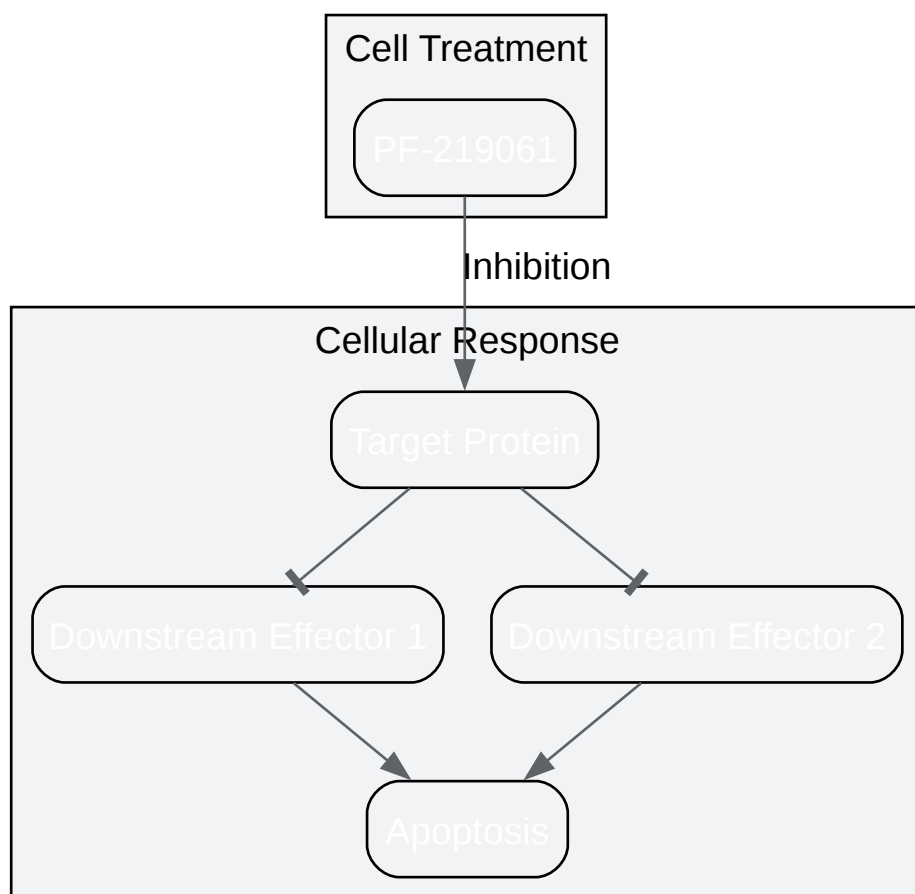 Cell Treatment
PF-219061
Inhibition
Cellular Response
Target Protein
Downstream Effector 1
Downstream Effector 2
Apoptosis